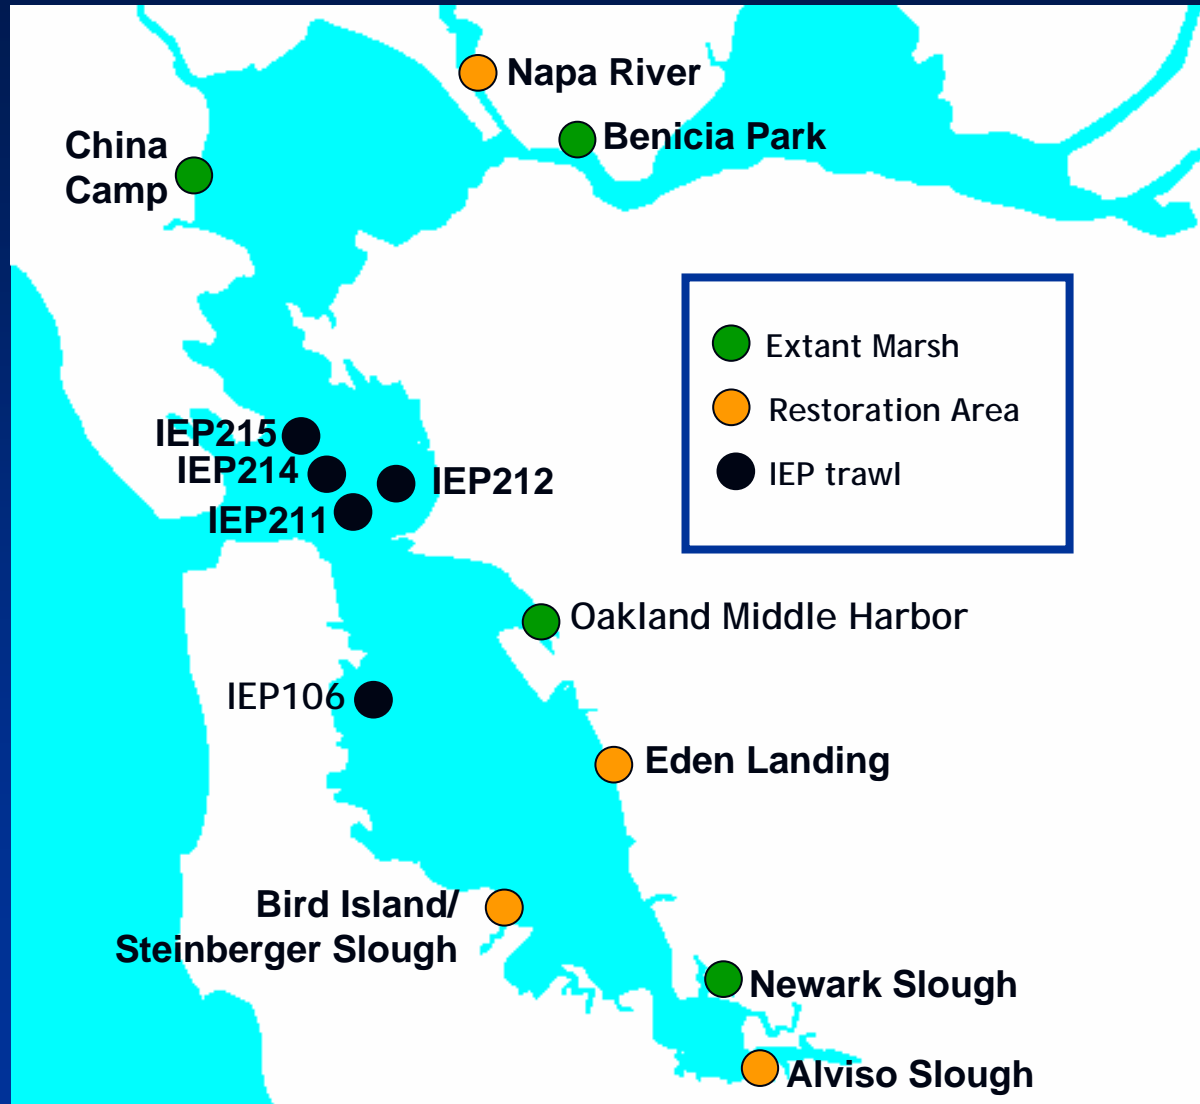 Napa River
Benicia Park
China
Camp
Extant Marsh
Restoration Area
IEP trawl
IEP215
IEP214
IEP212
IEP211
Oakland Middle Harbor
IEP106
Eden Landing
Bird Island/
Steinberger Slough
Newark Slough
Alviso Slough